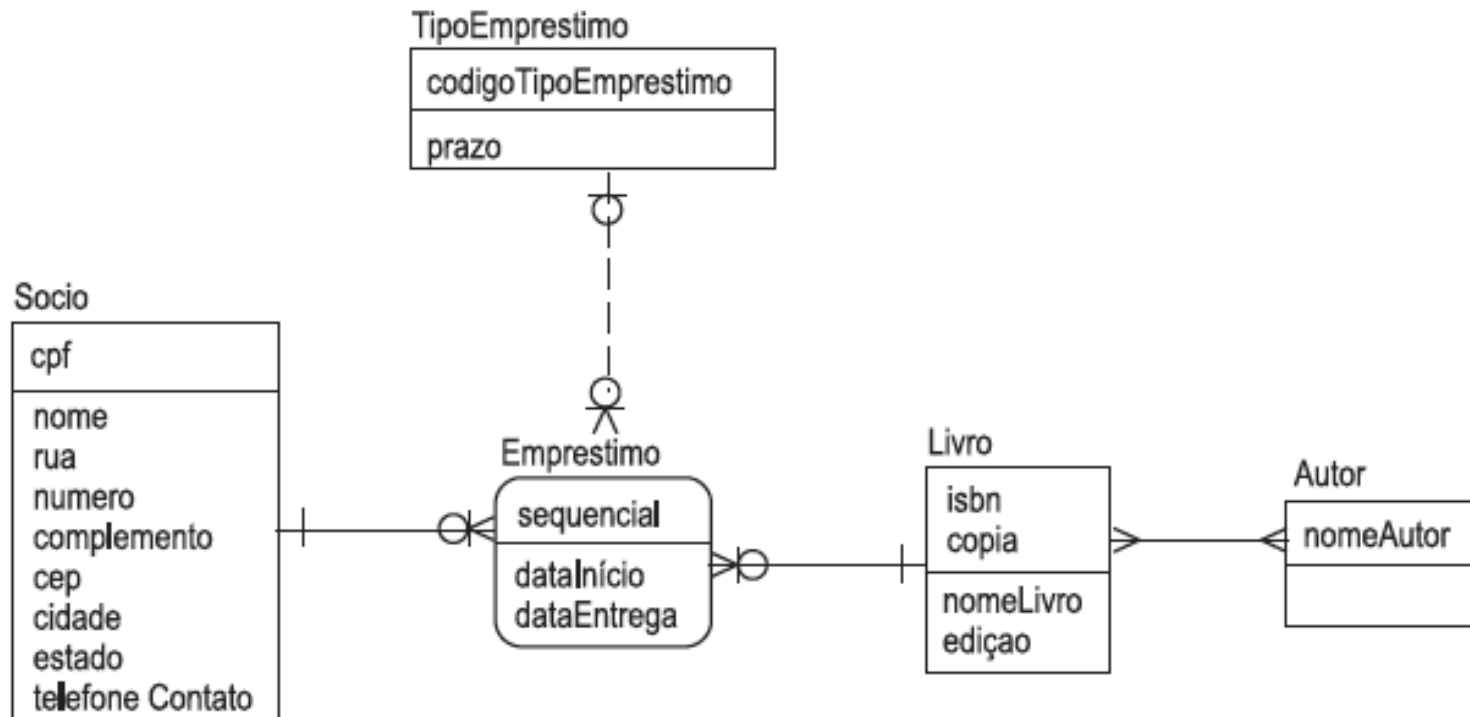 TipoEmprestimo
codigoTipoEmprestimo
prazo
Socio
cpf
nome
rua
numero
complemento
cep
cidade
estado
telefone Contato
Emprestimo
sequencial
dataInício
dataEntrega
Livro
isbn
copia
nomeLivro
ediçao
Autor
nomeAutor